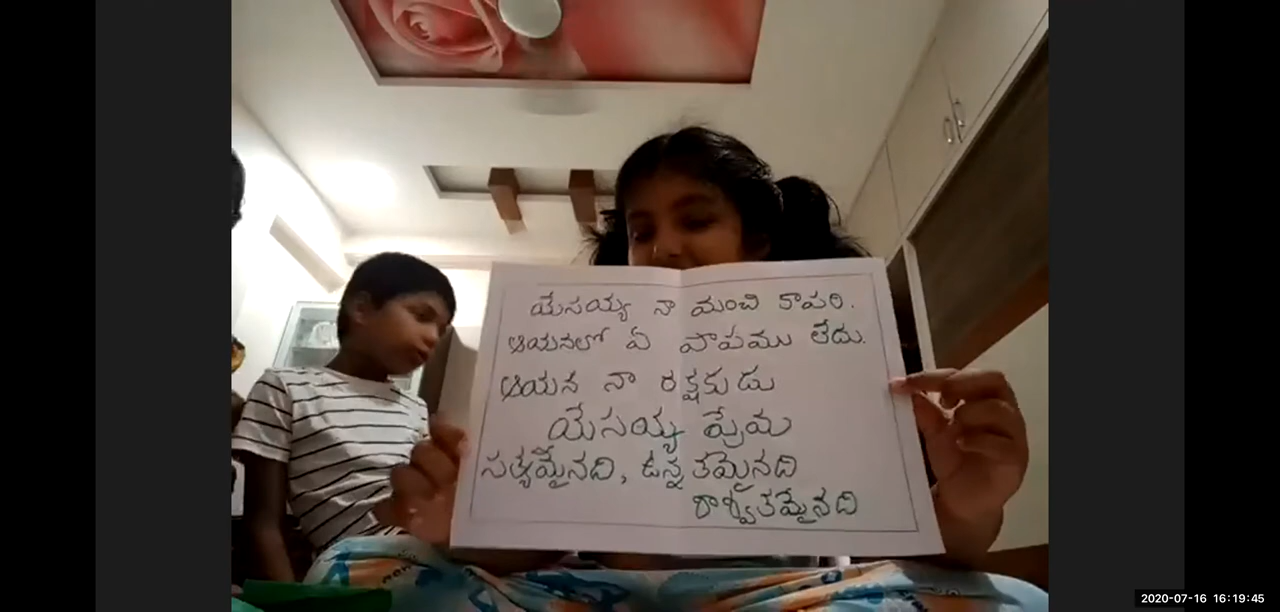 యేసయ్య నా మంచి కాపరి.
ఆయనలో ఏ పాపము లేదు.
ఆయన నా రక్షకుడు
యేసయ్య ప్రేమ
సత్యమైనది, ఉన్నతమైనది
శాశ్వతమైనది
2020-07-16 16:19:45